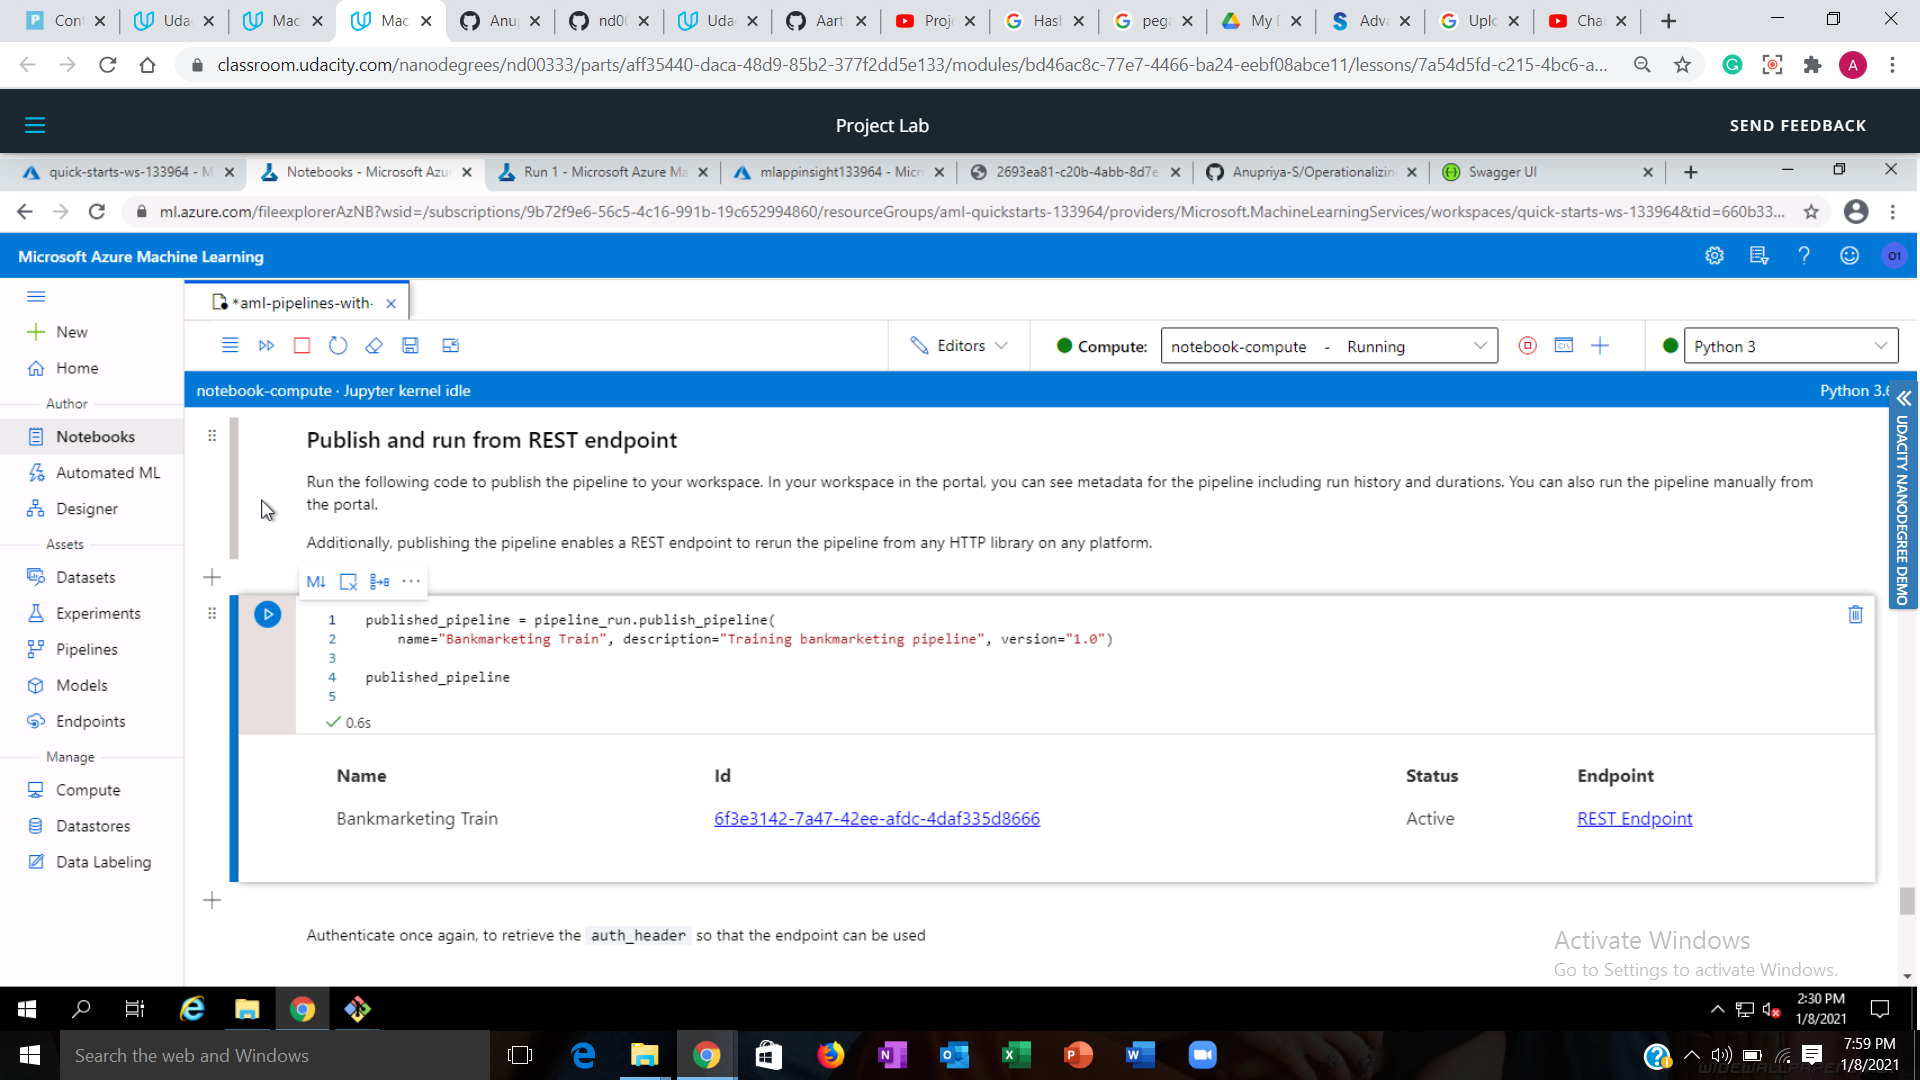 Cont
Uda
Mac
Mac
Anu
nd0
Uda
Aart
Proj
Hash
pega
My D
Adva
Uplo
Cha
classroom.udacity.com/nanodegrees/nd00333/parts/aff35440-daca-48d9-85b2-377f2dd5e133/modules/bd46ac8c-77e7-4466-ba24-eebf08abce11/lessons/7a54d5fd-c215-4bc6-a...
A
Project Lab
SEND FEEDBACK
quick-starts-ws-133964 - M
Notebooks - Microsoft Azur
Run 1 - Microsoft Azure Ma
mlappinsight133964 - Micr
2693ea81-c20b-4abb-8d7e
Anupriya-S/Operationalizin
Swagger UI
ml.azure.com/fileexplorerAzNB?wsid=/subscriptions/9b72f9e6-56c5-4c16-991b-19c652994860/resourceGroups/aml-quickstarts-133964/providers/Microsoft.MachineLearningServices/workspaces/quick-starts-ws-133964&tid=660b33...
Microsoft Azure Machine Learning
O1
*aml-pipelines-with-
New
Home
Author
Notebooks
Automated ML
Designer
Assets
Datasets
Experiments
Pipelines
Models
Endpoints
Manage
Compute
Datastores
Data Labeling
Editors
Compute: notebook-compute - Running
Python 3
notebook-compute · Jupyter kernel idle
Python 3.6
UDACITY NANODEGREE DEMO
Publish and run from REST endpoint
Run the following code to publish the pipeline to your workspace. In your workspace in the portal, you can see metadata for the pipeline including run history and durations. You can also run the pipeline manually from
the portal.
Additionally, publishing the pipeline enables a REST endpoint to rerun the pipeline from any HTTP library on any platform.
M↓
1 published_pipeline = pipeline_run.publish_pipeline(
2 name="Bankmarketing Train", description="Training bankmarketing pipeline", version="1.0")
3
4 published_pipeline
5
0.6s
Name Id Status Endpoint
Bankmarketing Train 6f3e3142-7a47-42ee-afdc-4daf335d8666 Active REST Endpoint
Authenticate once again, to retrieve the auth_header so that the endpoint can be used
Activate Windows
Go to Settings to activate Windows.
2:30 PM
1/8/2021
Search the web and Windows
7:59 PM
1/8/2021